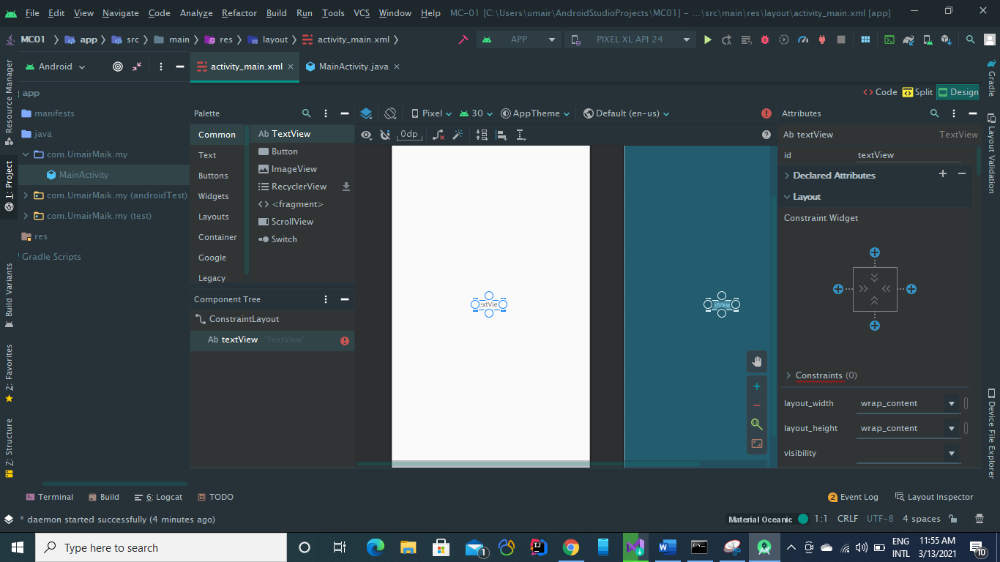 File Edit View Navigate Code Analyze Refactor Build Run Tools VCS Window Help MC-01 [C:\Users\umair\AndroidStudioProjects\MC01] - ...\src\main\res\layout\activity_main.xml [app]
MC01 app src main res layout activity_main.xml APP PIXEL XL API 24
Android activity_main.xml MainActivity.java
Resource Manager
1: Project
Build Variants
2: Favorites
7: Structure
app
manifests
java
com.UmairMaik.my
MainActivity
com.UmairMaik.my (androidTest)
com.UmairMaik.my (test)
res
Gradle Scripts
Code Split Design
Palette
Common
Text
Buttons
Widgets
Layouts
Container
Google
Legacy
Ab TextView
Button
ImageView
RecyclerView
<> <fragment>
ScrollView
Switch
Component Tree
ConstraintLayout
Ab textView "TextView"
Pixel 30 AppTheme Default (en-us)
0dp
Attributes
Ab textView TextView
id textView
Declared Attributes
Layout
Constraint Widget
Constraints (0)
layout_width wrap_content
layout_height wrap_content
visibility
Gradle
Layout Validation
Device File Explorer
Terminal Build 6: Logcat TODO 2 Event Log Layout Inspector
* daemon started successfully (4 minutes ago) Material Oceanic 1:1 CRLF UTF-8 4 spaces
Type here to search 1 ENG 11:55 AM
INTL 3/13/2021 10